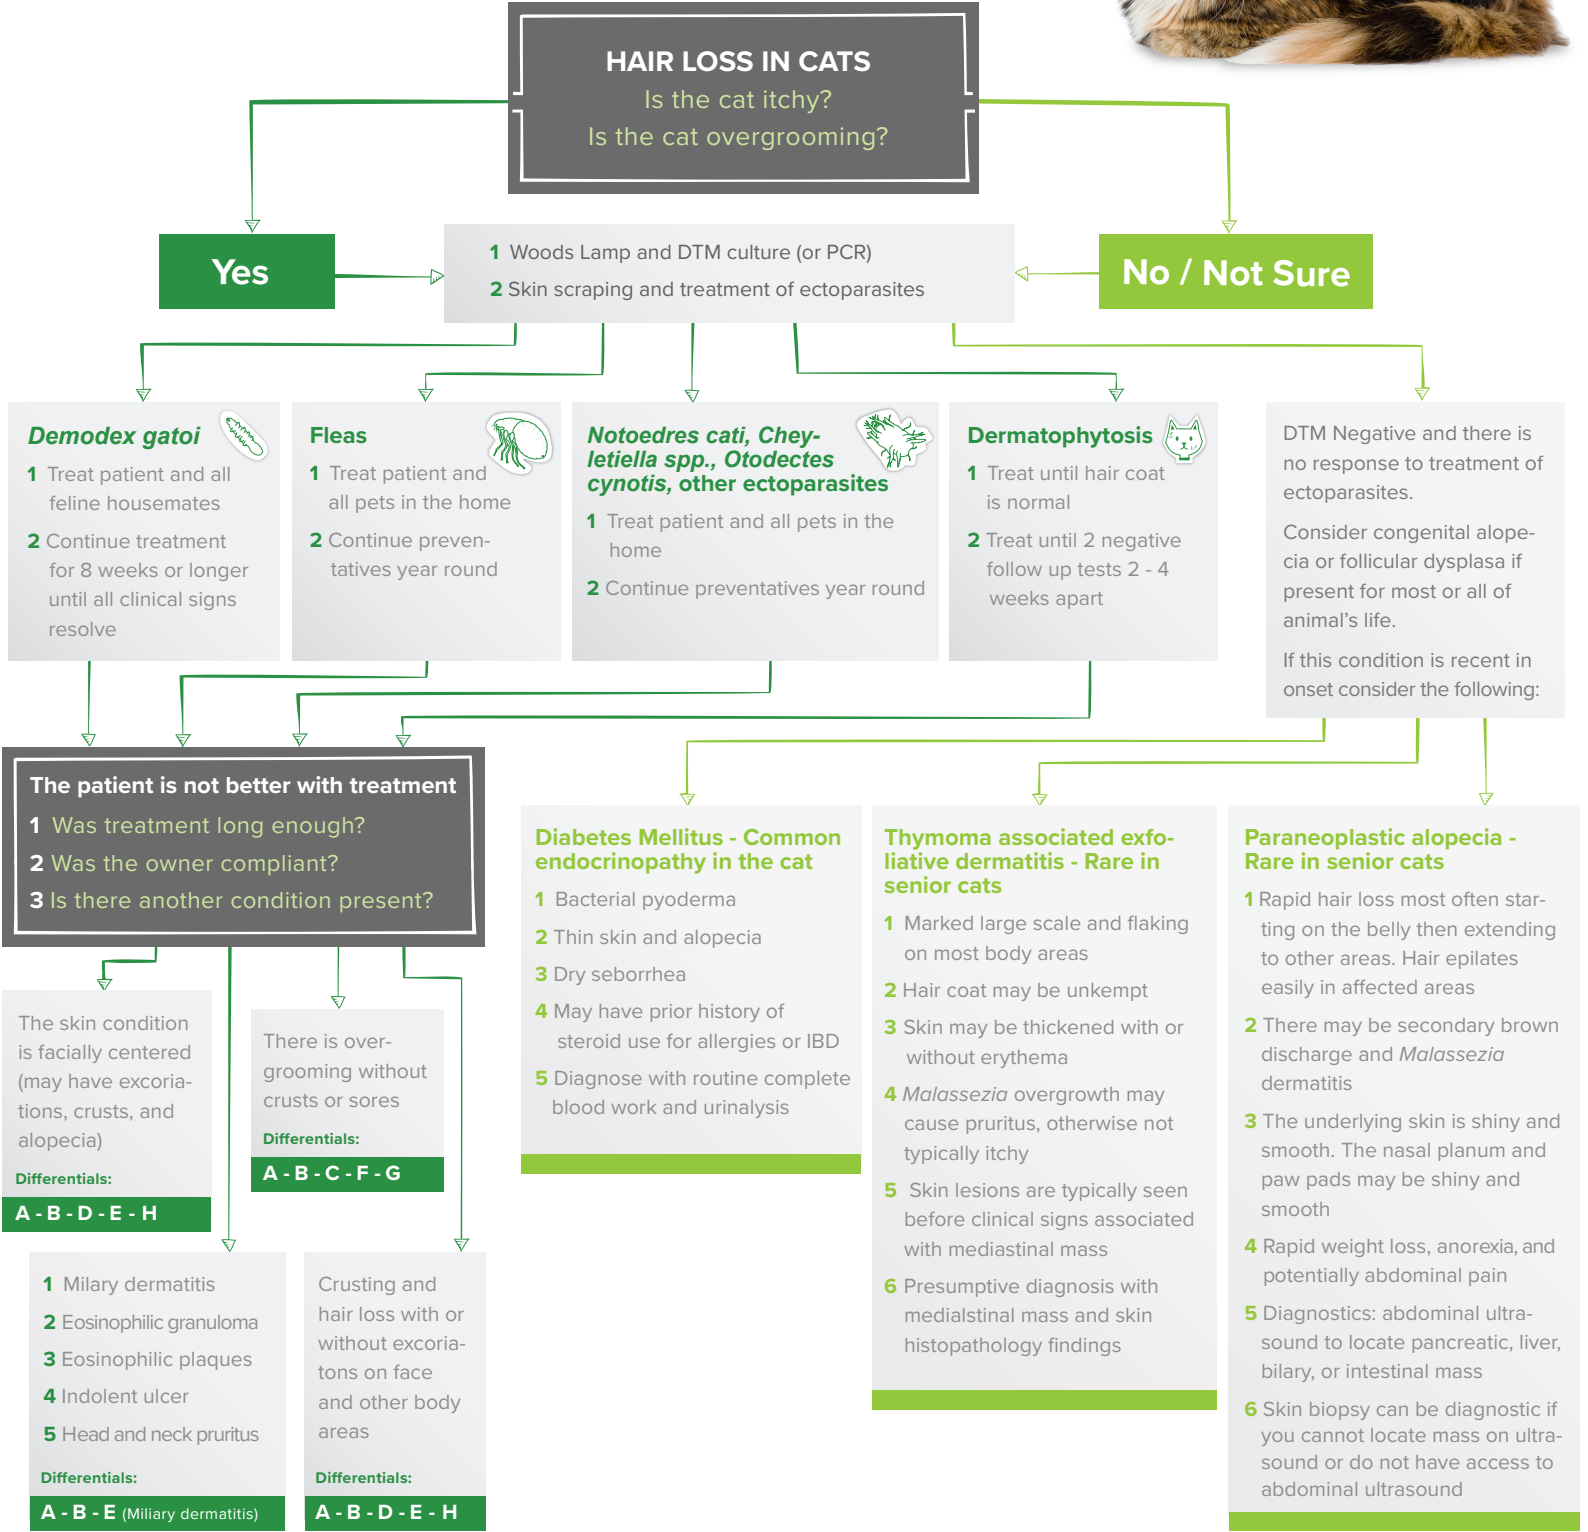 HAIR LOSS IN CATS
Is the cat itchy?
Is the cat overgrooming?
Yes
1 Woods Lamp and DTM culture (or PCR)
2 Skin scraping and treatment of ectoparasites
No / Not Sure
Demodex gatoi
1 Treat patient and all
feline housemates
2 Continue treatment
for 8 weeks or longer
until all clinical signs
resolve
Fleas
1 Treat patient and
all pets in the home
2 Continue preven-
tatives year round
Notoedres cati, Chey-
letiella spp., Otodectes
cynotis, other ectoparasites
1 Treat patient and all pets in the
home
2 Continue preventatives year round
Dermatophytosis
1 Treat until hair coat
is normal
2 Treat until 2 negative
follow up tests 2 - 4
weeks apart
DTM Negative and there is
no response to treatment of
ectoparasites.
Consider congenital alope-
cia or follicular dysplasa if
present for most or all of
animal's life.
If this condition is recent in
onset consider the following:
The patient is not better with treatment
1 Was treatment long enough?
2 Was the owner compliant?
3 Is there another condition present?
The skin condition
is facially centered
(may have excoria-
tions, crusts, and
alopecia)
Differentials:
A - B - D - E - H
There is over-
grooming without
crusts or sores
Differentials:
A - B - C - F - G
1 Milary dermatitis
2 Eosinophilic granuloma
3 Eosinophilic plaques
4 Indolent ulcer
5 Head and neck pruritus
Differentials:
A - B - E (Miliary dermatitis)
Crusting and
hair loss with or
without excoria-
tons on face
and other body
areas
Differentials:
A - B - D - E - H
Diabetes Mellitus - Common
endocrinopathy in the cat
1 Bacterial pyoderma
2 Thin skin and alopecia
3 Dry seborrhea
4 May have prior history of
steroid use for allergies or IBD
5 Diagnose with routine complete
blood work and urinalysis
Thymoma associated exfo-
liative dermatitis - Rare in
senior cats
1 Marked large scale and flaking
on most body areas
2 Hair coat may be unkempt
3 Skin may be thickened with or
without erythema
4 Malassezia overgrowth may
cause pruritus, otherwise not
typically itchy
5 Skin lesions are typically seen
before clinical signs associated
with mediastinal mass
6 Presumptive diagnosis with
medialstinal mass and skin
histopathology findings
Paraneoplastic alopecia -
Rare in senior cats
1 Rapid hair loss most often star-
ting on the belly then extending
to other areas. Hair epilates
easily in affected areas
2 There may be secondary brown
discharge and Malassezia
dermatitis
3 The underlying skin is shiny and
smooth. The nasal planum and
paw pads may be shiny and
smooth
4 Rapid weight loss, anorexia, and
potentially abdominal pain
5 Diagnostics: abdominal ultra-
sound to locate pancreatic, liver,
bilary, or intestinal mass
6 Skin biopsy can be diagnostic if
you cannot locate mass on ultra-
sound or do not have access to
abdominal ultrasound